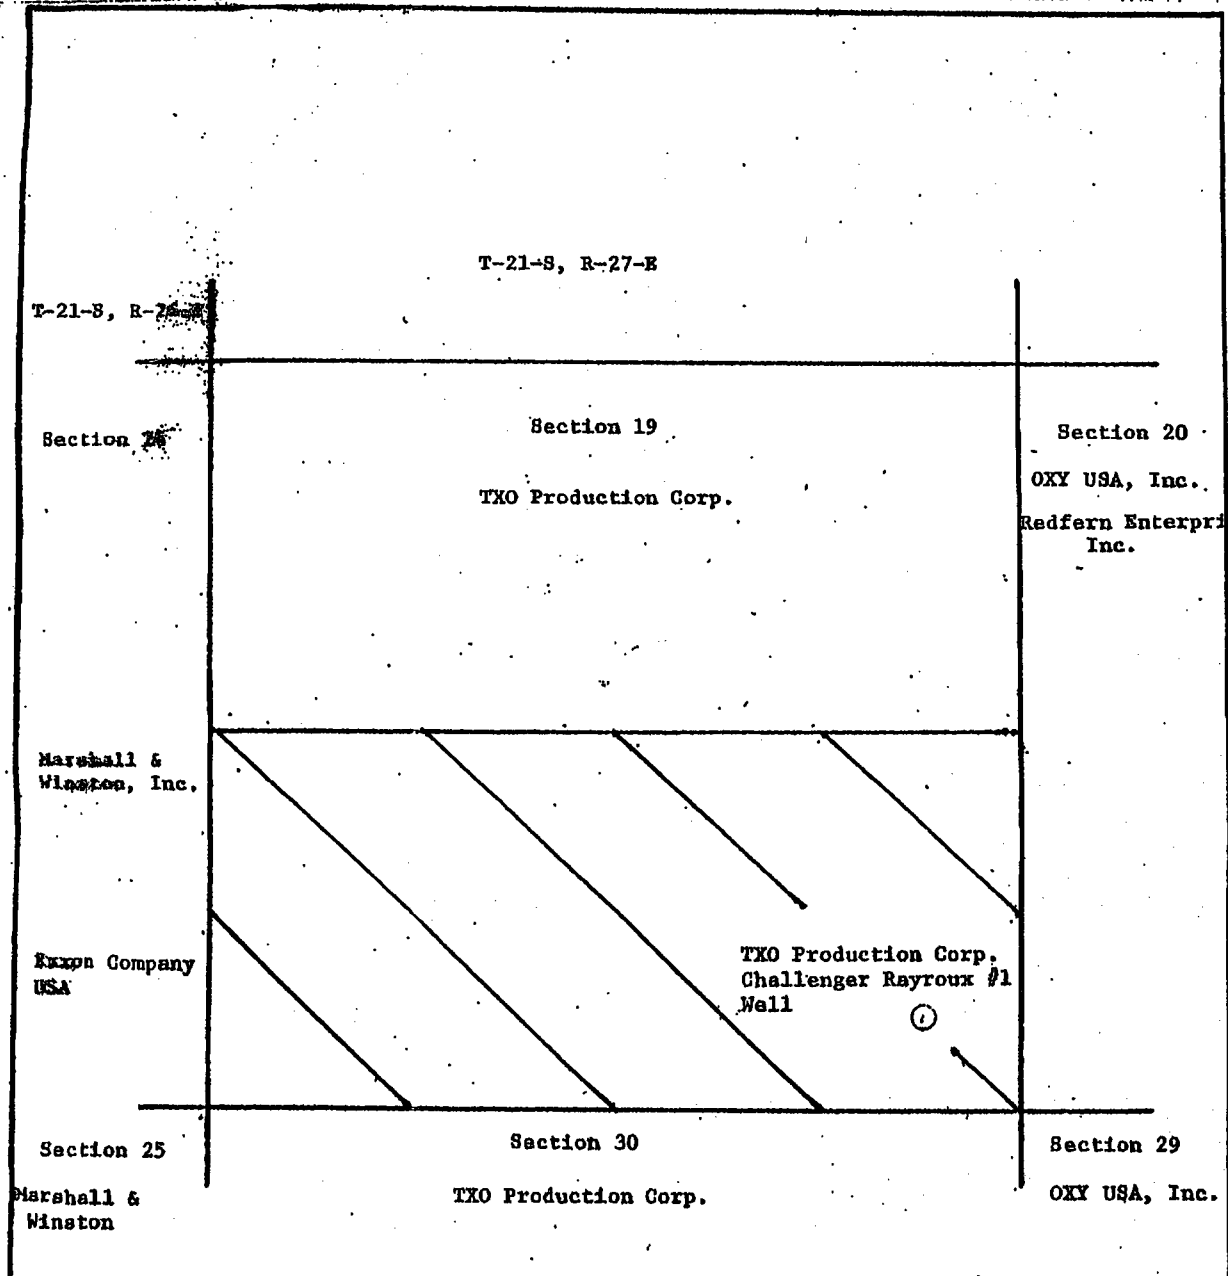 T-21-S, R-27-E
T-21-S,
Section
Section 19
Section 20
TXO Production Corp.
OXY USA, Inc.
Redfern Enterpri
Inc.
Marshall &
Winston, Inc.
Exxon Company
USA
TXO Production Corp.
Challenger Rayroux #1
Well
Section 25
Section 30
Section 29
Marshall &
Winston
TXO Production Corp.
OXY USA, Inc.